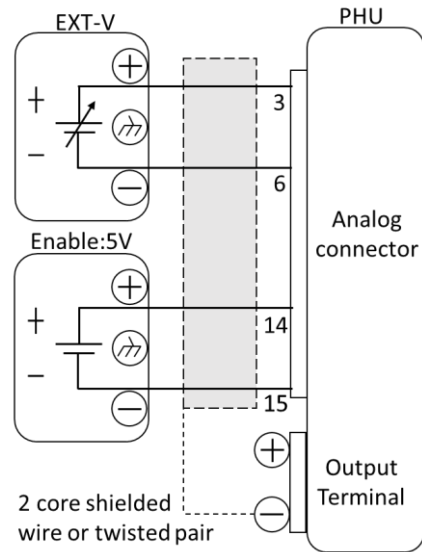 EXT-V
PHU
+
3
+
−
6
−
Analog
connector
Enable:5V
+
+
14
−
15
−
+
Output
Terminal
−
2 core shielded
wire or twisted pair